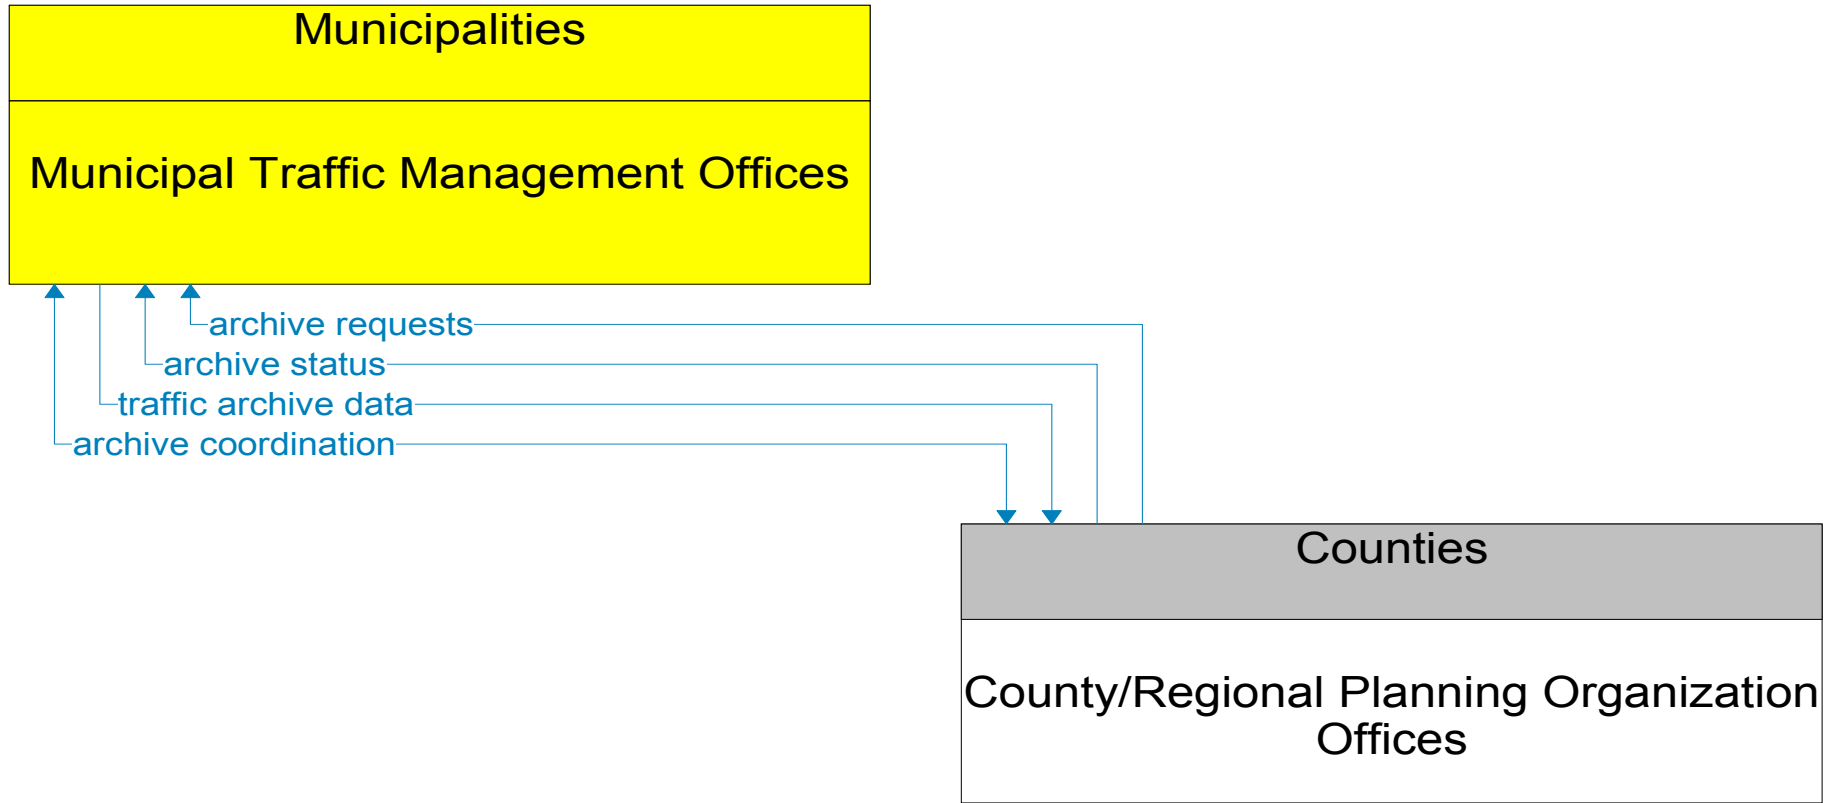 Municipalities
Municipal Traffic Management Offices
archive requests
archive status
traffic archive data
archive coordination
Counties
County/Regional Planning Organization
Offices